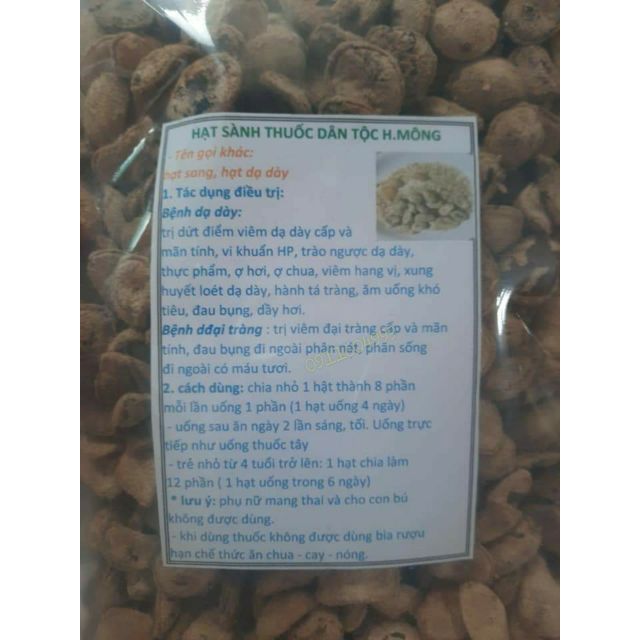 HẠT SÀNH THUỐC DÂN TỘC H.MÔNG
- Tên gọi khác:
hạt sang, hạt dạ dày
1. Tác dụng điều trị:
Bệnh dạ dày:
trị dứt điểm viêm dạ dày cấp và
mãn tính, vi khuẩn HP, trào ngược dạ dày,
thực phẩm, ợ hơi, ợ chua, viêm hang vị, xung
huyết loét dạ dày, hành tá tràng, ăm uống khó
tiêu, đau bụng, dầy hơi.
Bệnh dđại tràng : trị viêm đại tràng cấp và mãn
tính, đau bụng đi ngoài phân nát, phân sống
đi ngoài có máu tươi.
2. cách dùng: chia nhỏ 1 hật thành 8 phần
mỗi lần uống 1 phần (1 hạt uống 4 ngày)
- uống sau ăn ngày 2 lần sáng, tối. Uống trực
tiếp như uống thuốc tây
- trẻ nhỏ từ 4 tuổi trở lên: 1 hạt chia làm
12 phần ( 1 hạt uống trong 6 ngày)
* lưu ý: phụ nữ mang thai và cho con bú
không được dùng.
- khi dùng thuốc không được dùng bia rượu
hạn chế thức ăn chua - cay - nóng.